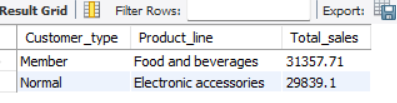 Result Grid Filter Rows: Export:
Customer_type Product_line Total_sales
Member Food and beverages 31357.71
Normal Electronic accessories 29839.1